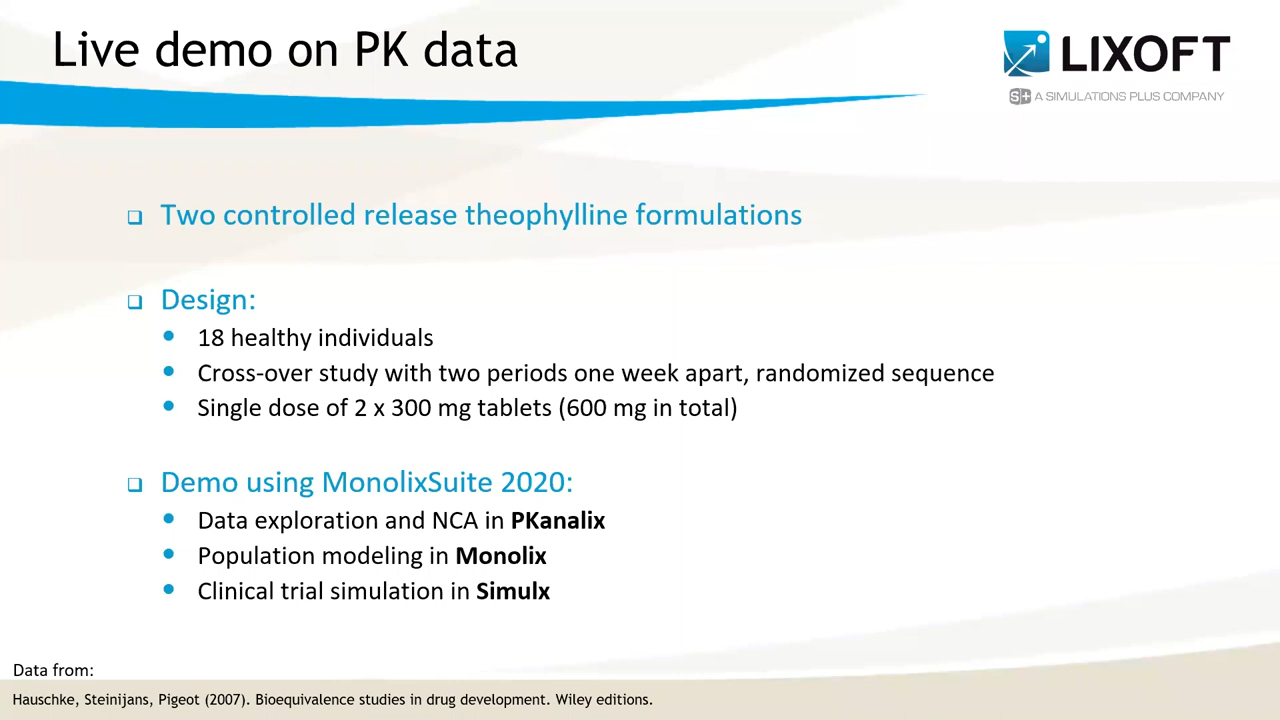 Live demo on PK data
LIXOFT
S+ A SIMULATIONS PLUS COMPANY
Two controlled release theophylline formulations
Design:
18 healthy individuals
Cross-over study with two periods one week apart, randomized sequence
Single dose of 2 x 300 mg tablets (600 mg in total)
Demo using MonolixSuite 2020:
Data exploration and NCA in PKanalix
Population modeling in Monolix
Clinical trial simulation in Simulx
Data from:
Hauschke, Steinijans, Pigeot (2007). Bioequivalence studies in drug development. Wiley editions.